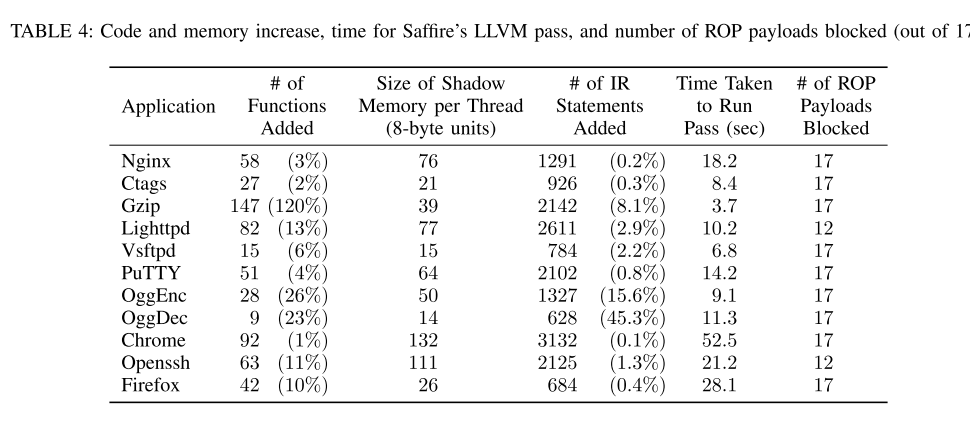 TABLE 4: Code and memory increase, time for Saffire's LLVM pass, and number of ROP payloads blocked (out of 17
Application # of Functions Added Size of Shadow Memory per Thread (8-byte units) # of IR Statements Added Time Taken to Run Pass (sec) # of ROP Payloads Blocked
Nginx 58 (3%) 76 1291 (0.2%) 18.2 17
Ctags 27 (2%) 21 926 (0.3%) 8.4 17
Gzip 147 (120%) 39 2142 (8.1%) 3.7 17
Lighttpd 82 (13%) 77 2611 (2.9%) 10.2 12
Vsftpd 15 (6%) 15 784 (2.2%) 6.8 17
PuTTY 51 (4%) 64 2102 (0.8%) 14.2 17
OggEnc 28 (26%) 50 1327 (15.6%) 9.1 17
OggDec 9 (23%) 14 628 (45.3%) 11.3 17
Chrome 92 (1%) 132 3132 (0.1%) 52.5 17
Openssh 63 (11%) 111 2125 (1.3%) 21.2 12
Firefox 42 (10%) 26 684 (0.4%) 28.1 17